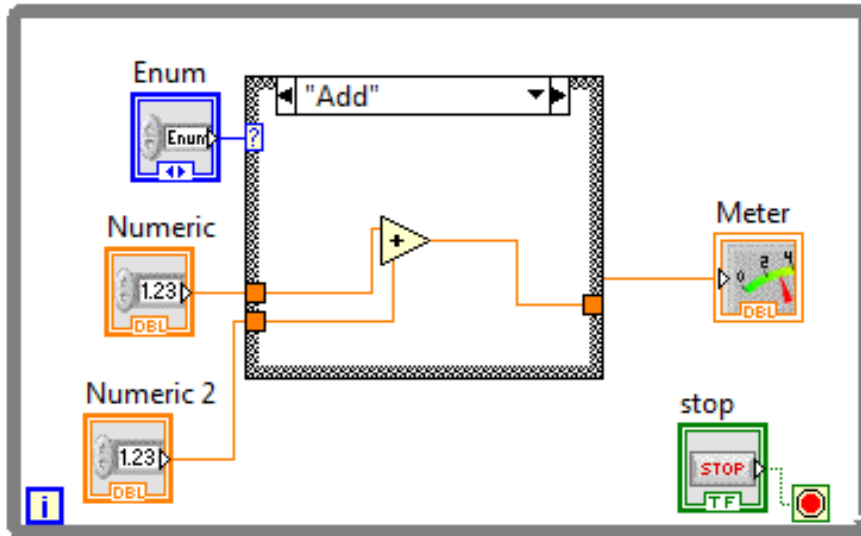 Enum
"Add"
Enum
?
Numeric
1.23
DBL
+
Meter
0 2 4
DBL
Numeric 2
1.23
DBL
stop
STOP
TF
i